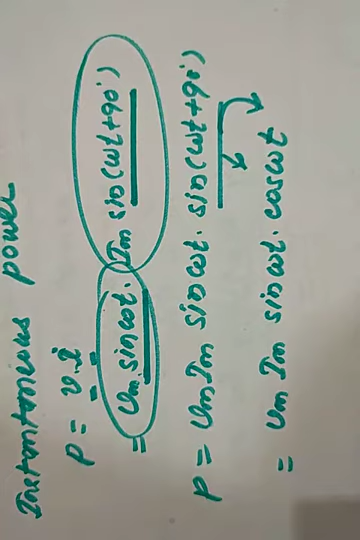 Instantaneous power
p = v.i
= Vm sinωt. Im sin(ωt+90°)
p = VmIm sinωt. sin(ωt+90°)
= Vm Im sinωt. cosωt